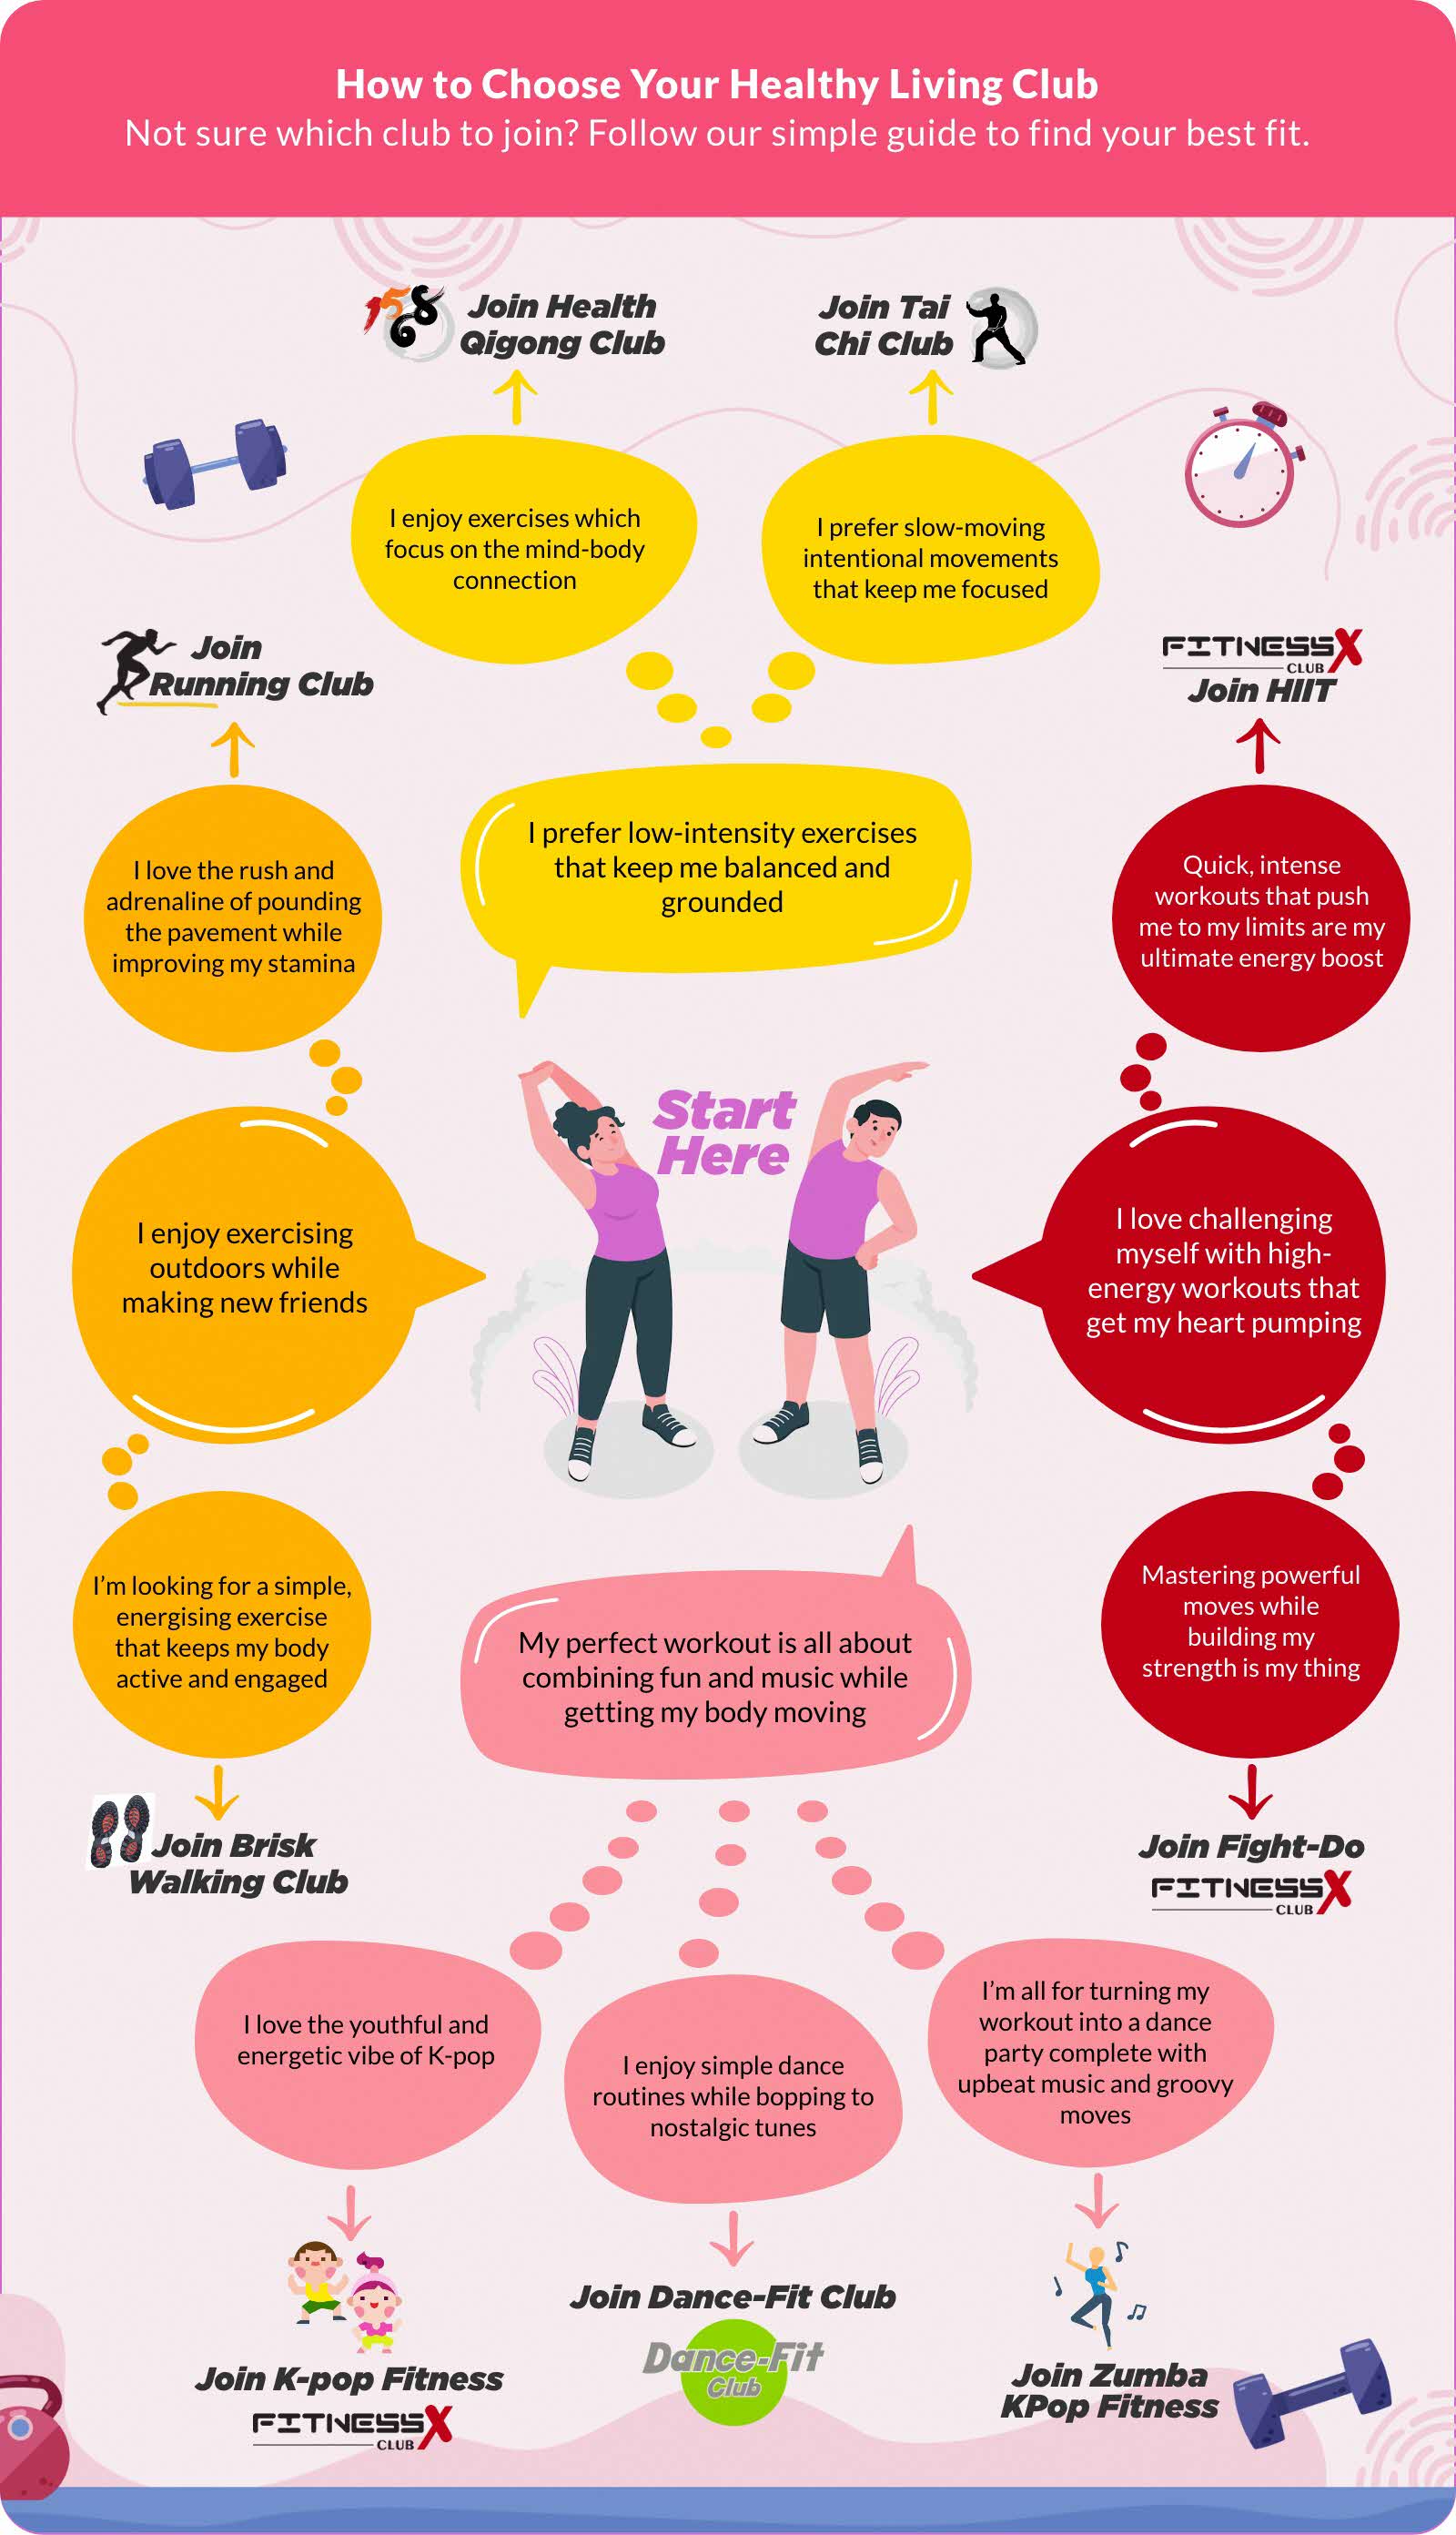 How to Choose Your Healthy Living Club
Not sure which club to join? Follow our simple guide to find your best fit.
158
Join Health
Qigong Club
Join Tai
Chi Club
I enjoy exercises which
focus on the mind-body
connection
I prefer slow-moving
intentional movements
that keep me focused
Join
Running Club
FITNESSX
CLUB
Join HIIT
I prefer low-intensity exercises
that keep me balanced and
grounded
I love the rush and
adrenaline of pounding
the pavement while
improving my stamina
Quick, intense
workouts that push
me to my limits are my
ultimate energy boost
Start
Here
I enjoy exercising
outdoors while
making new friends
I love challenging
myself with high-
energy workouts that
get my heart pumping
I'm looking for a simple,
energising exercise
that keeps my body
active and engaged
My perfect workout is all about
combining fun and music while
getting my body moving
Mastering powerful
moves while
building my
strength is my thing
Join Brisk
Walking Club
Join Fight-Do
FITNESSX
CLUB
I love the youthful and
energetic vibe of K-pop
I enjoy simple dance
routines while bopping to
nostalgic tunes
I'm all for turning my
workout into a dance
party complete with
upbeat music and groovy
moves
Join K-pop Fitness
FITNESSX
CLUB
Join Dance-Fit Club
Dance-Fit
Club
Join Zumba
KPop Fitness